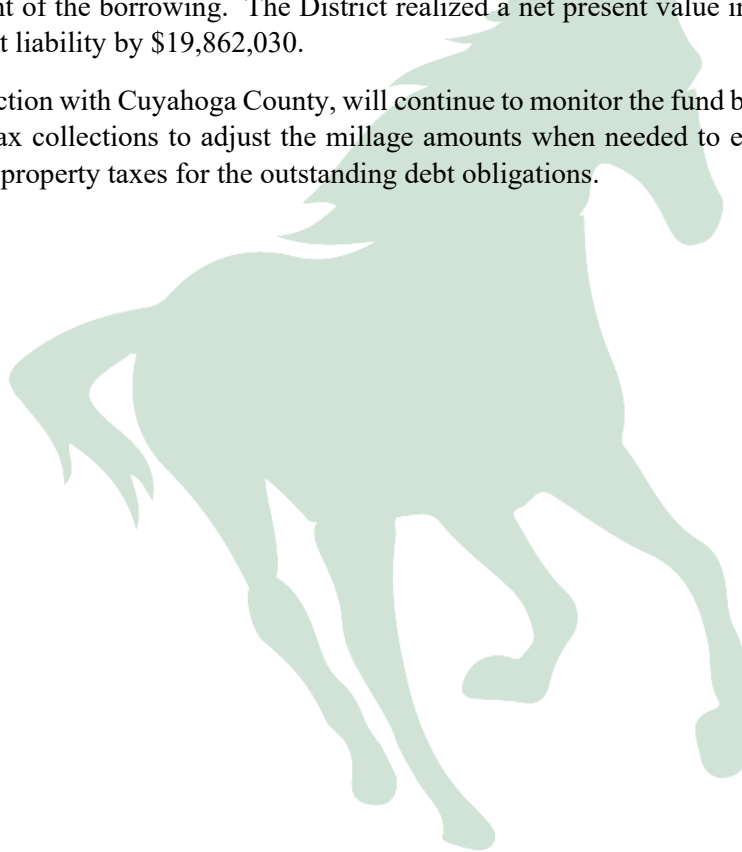 nt of the borrowing. The District realized a net present value in
t liability by $19,862,030.
ction with Cuyahoga County, will continue to monitor the fund b
ax collections to adjust the millage amounts when needed to e
property taxes for the outstanding debt obligations.